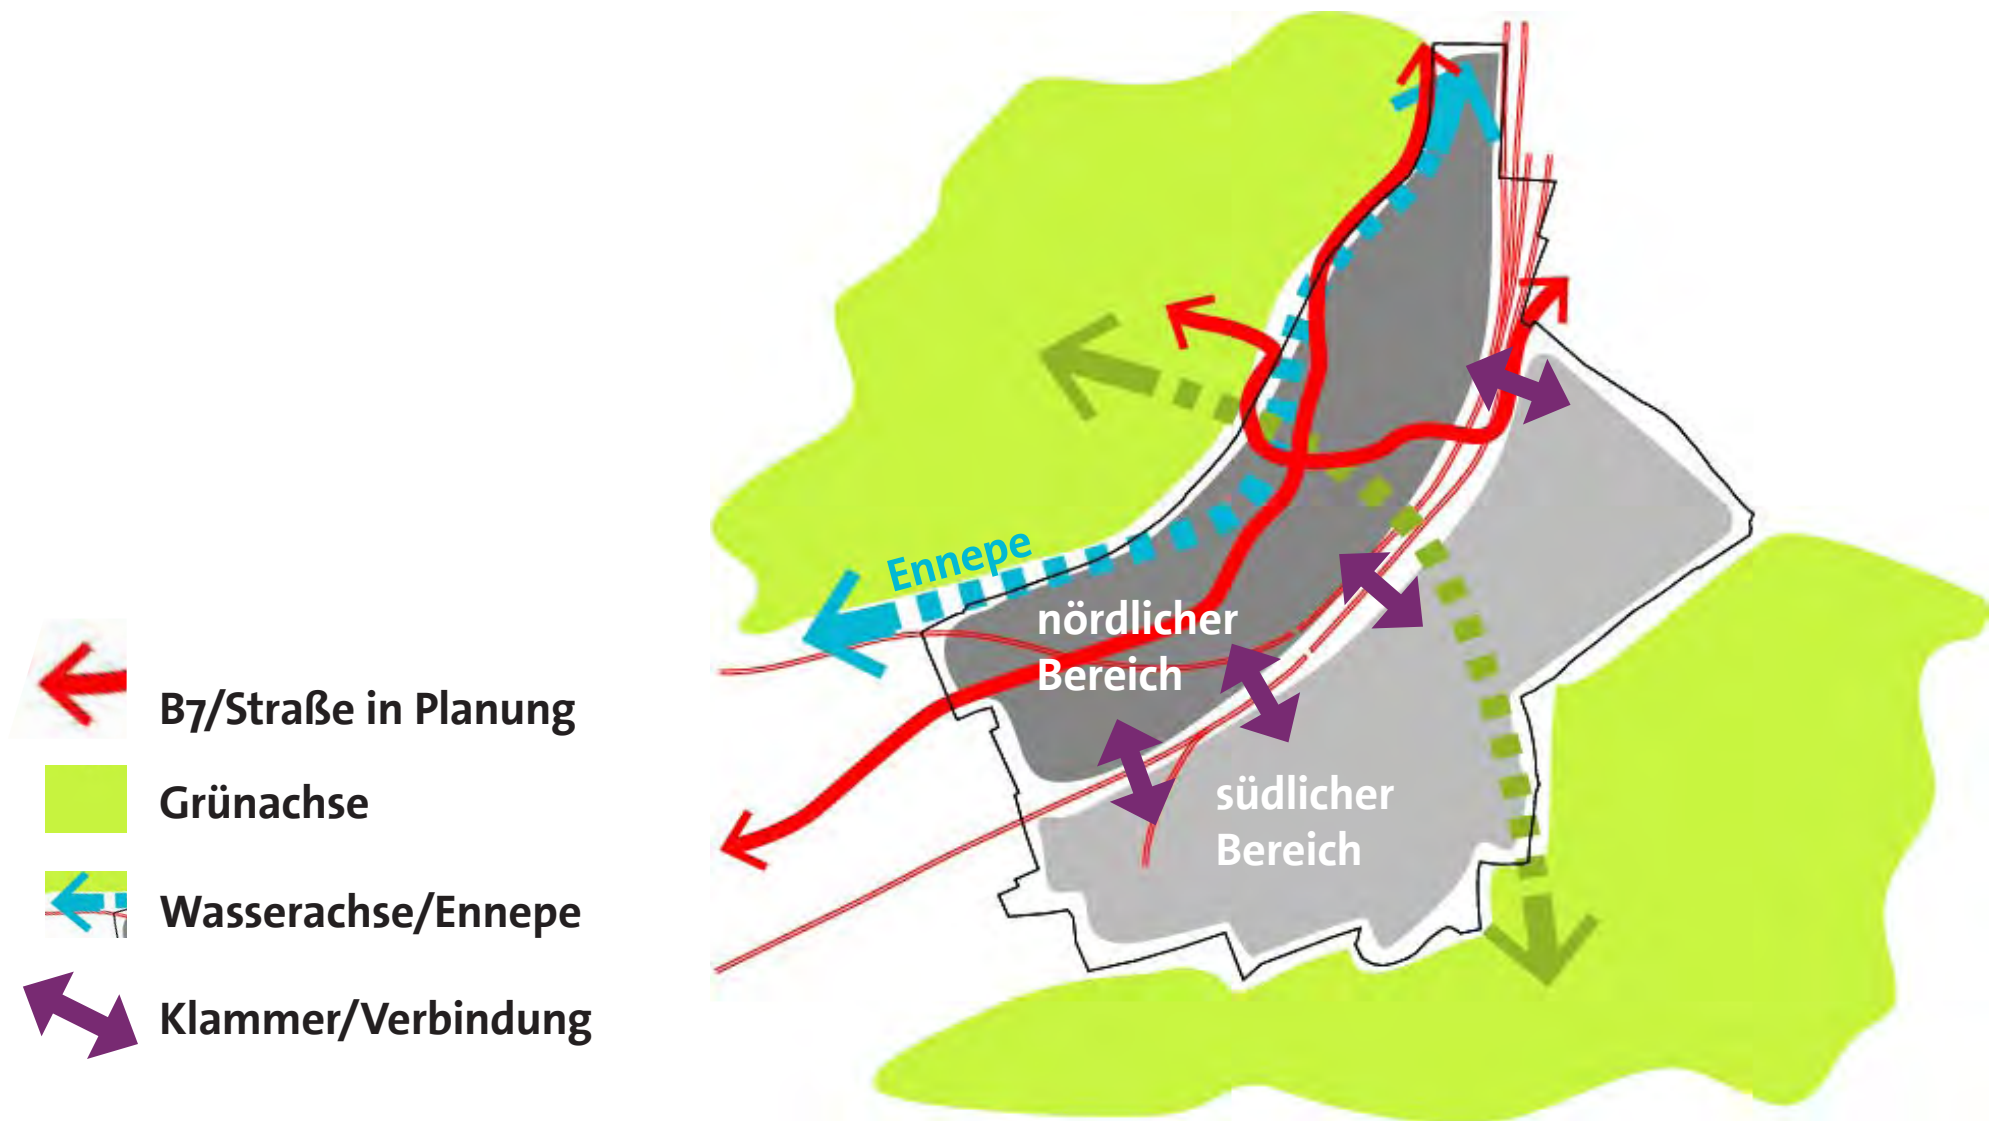 Ennepe
nördlicher
Bereich
südlicher
Bereich
B7/Straße in Planung
Grünachse
Wasserachse/Ennepe
Klammer/Verbindung